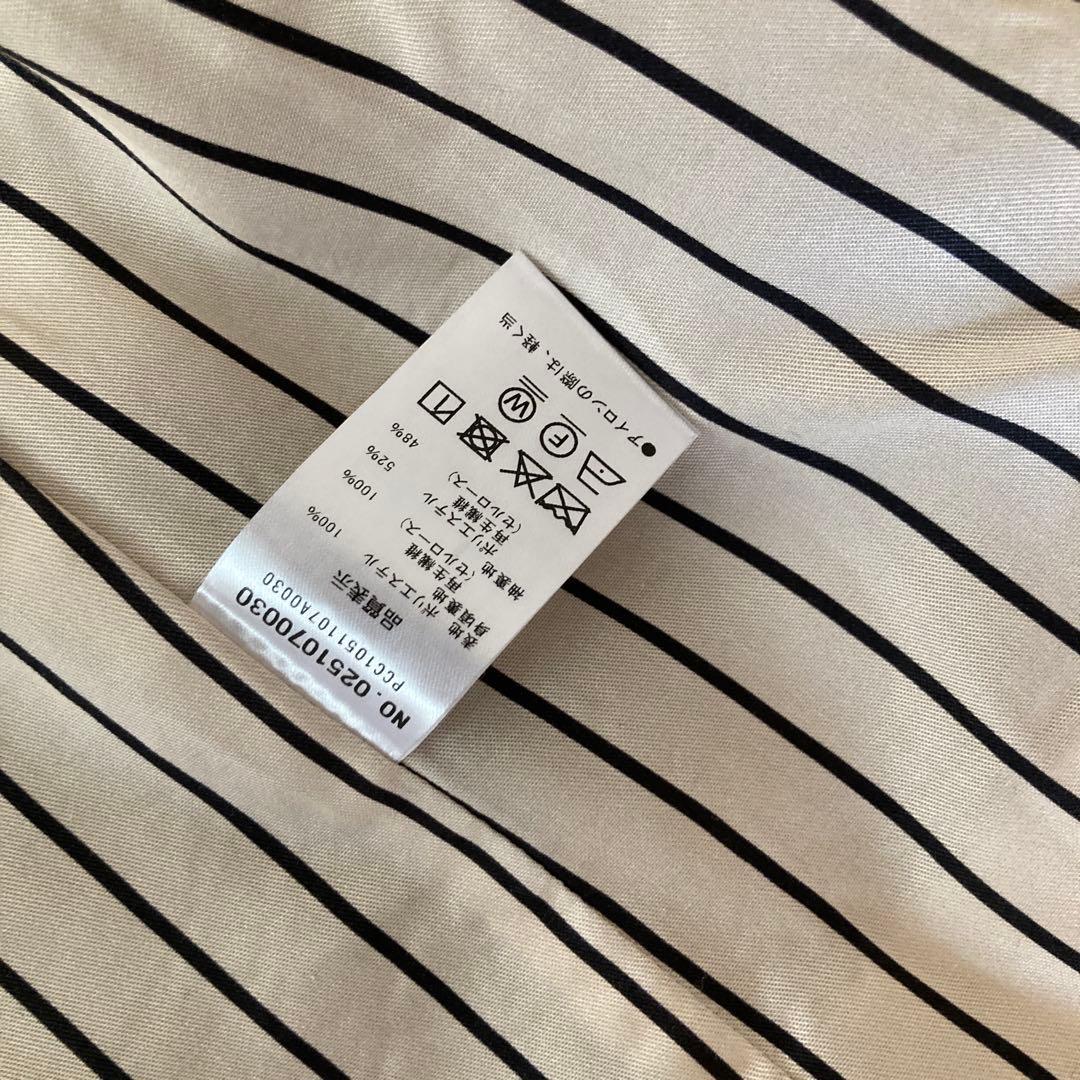 NO. 0251070030
PCC1051107A0030
品質表示
表地 ポリエステル 100%
身頃裏地 再生繊維 100%
(セルロース)
袖裏地 ポリエステル 52%
再生繊維 48%
(セルロース)
F W
●アイロンの際は、軽く当